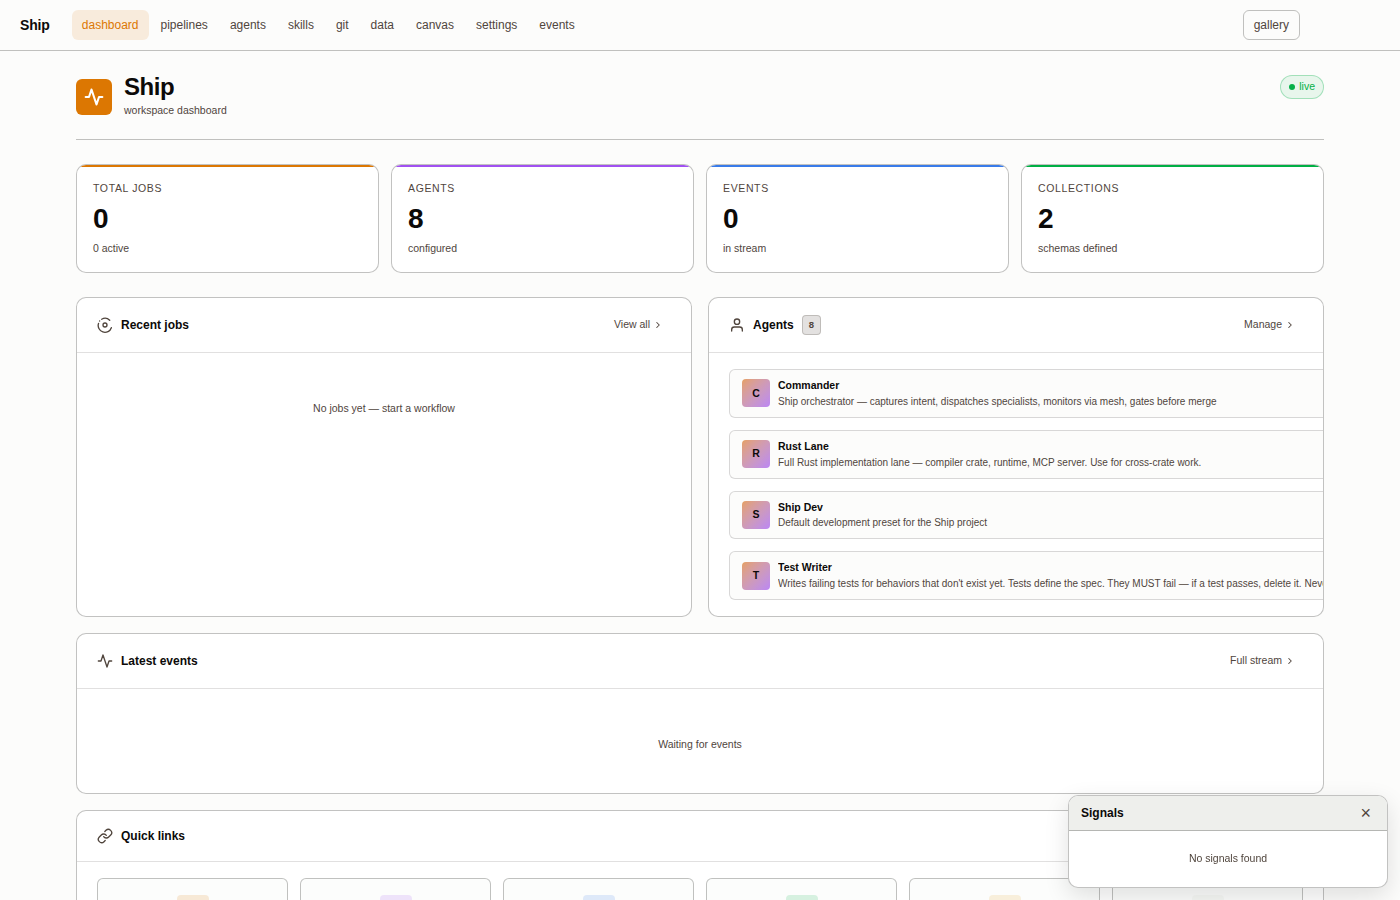 Ship
dashboard
pipelines
agents
skills
git
data
canvas
settings
events
gallery
Ship
workspace dashboard
live
TOTAL JOBS
0
0 active
AGENTS
8
configured
EVENTS
0
in stream
COLLECTIONS
2
schemas defined
Recent jobs
View all
No jobs yet — start a workflow
Agents
8
Manage
C
Commander
Ship orchestrator — captures intent, dispatches specialists, monitors via mesh, gates before merge
R
Rust Lane
Full Rust implementation lane — compiler crate, runtime, MCP server. Use for cross-crate work.
S
Ship Dev
Default development preset for the Ship project
T
Test Writer
Writes failing tests for behaviors that don't exist yet. Tests define the spec. They MUST fail — if a test passes, delete it.
Latest events
Full stream
Waiting for events
Quick links
Signals
No signals found